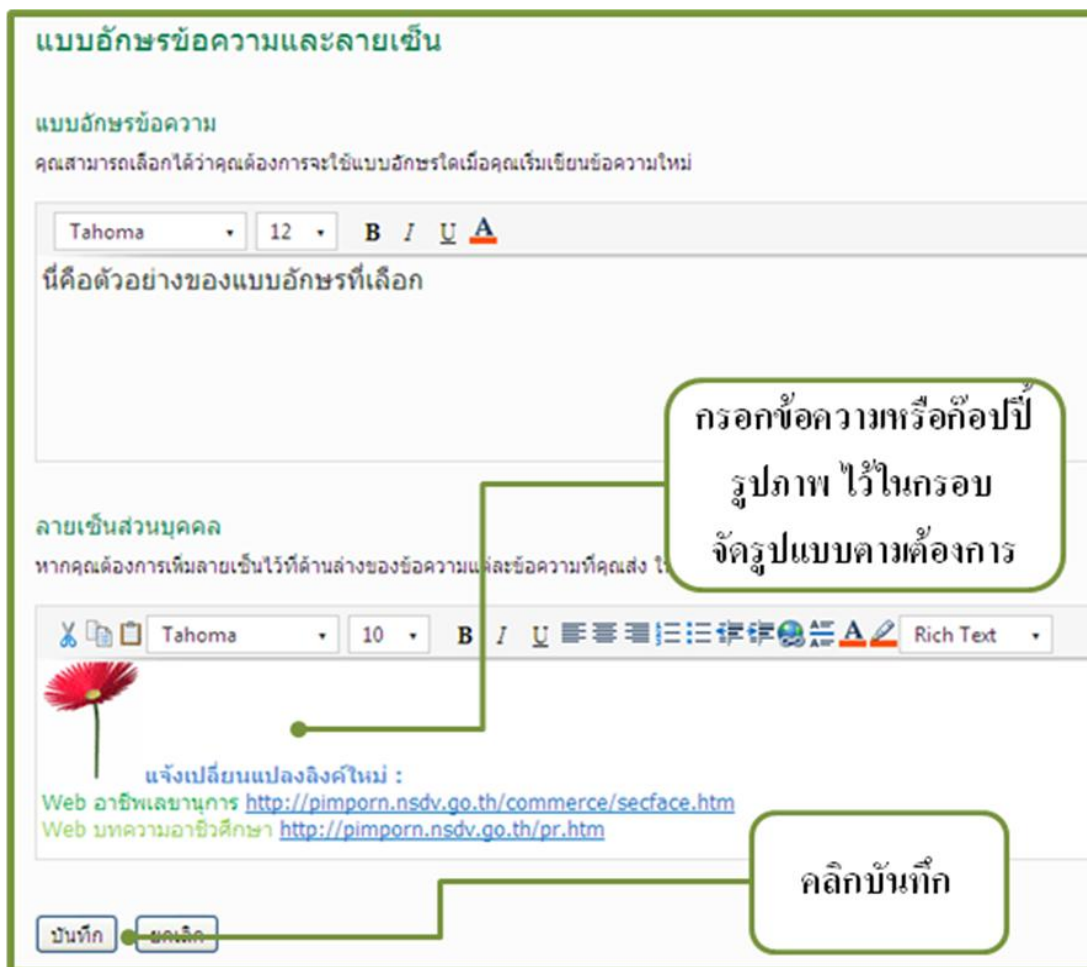 แบบอักษรข้อความและลายเซ็น
แบบอักษรข้อความ
คุณสามารถเลือกได้ว่าคุณต้องการจะใช้แบบอักษรใดเมื่อคุณเริ่มเขียนข้อความใหม่
Tahoma 12 B I U A
นี่คือตัวอย่างของแบบอักษรที่เลือก
กรอกข้อความหรือก๊อปปี้
รูปภาพ ไว้ในกรอบ
จัดรูปแบบตามต้องการ
ลายเซ็นส่วนบุคคล
หากคุณต้องการเพิ่มลายเซ็นไว้ที่ด้านล่างของข้อความแต่ละข้อความที่คุณส่ง
Tahoma 10 B I U A Rich Text
แจ้งเปลี่ยนแปลงลิงค์ใหม่ :
Web อาชีพเลขานุการ http://pimporn.nsdv.go.th/commerce/secface.htm
Web บทความอาชีวศึกษา http://pimporn.nsdv.go.th/pr.htm
คลิกบันทึก
บันทึก ยกเลิก